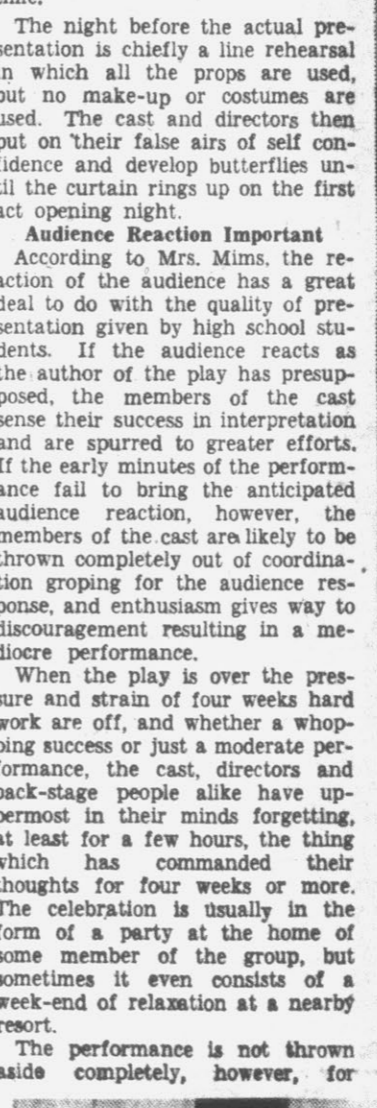 The night before the actual pre-
sentation is chiefly a line rehearsal
in which all the props are used,
but no make-up or costumes are
used. The cast and directors then
put on their false airs of self con-
fidence and develop butterflies un-
til the curtain rings up on the first
act opening night.
Audience Reaction Important
According to Mrs. Mims, the re-
action of the audience has a great
deal to do with the quality of pre-
sentation given by high school stu-
dents. If the audience reacts as
the author of the play has presup-
posed, the members of the cast
sense their success in interpretation
and are spurred to greater efforts.
If the early minutes of the perform-
ance fail to bring the anticipated
audience reaction, however, the
members of the cast are likely to be
thrown completely out of coordina-
tion groping for the audience res-
ponse, and enthusiasm gives way to
discouragement resulting in a me-
diocre performance.
When the play is over the pres-
sure and strain of four weeks hard
work are off, and whether a whop-
ping success or just a moderate per-
formance, the cast, directors and
back-stage people alike have up-
permost in their minds forgetting,
at least for a few hours, the thing
which has commanded their
thoughts for four weeks or more.
The celebration is usually in the
form of a party at the home of
some member of the group, but
sometimes it even consists of a
week-end of relaxation at a nearby
resort.
The performance is not thrown
aside completely, however, for